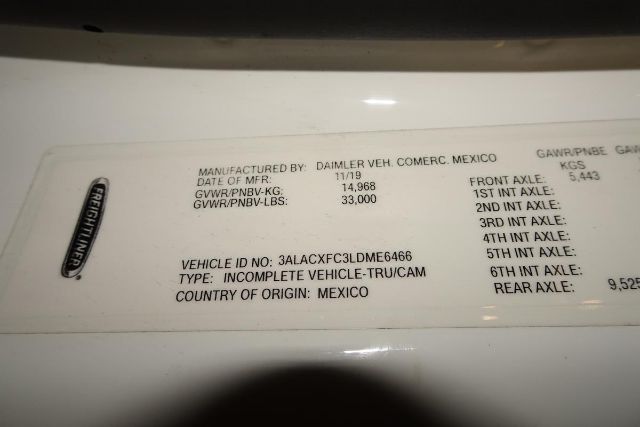 FREIGHTLINER
MANUFACTURED BY: DAIMLER VEH. COMERC. MEXICO
DATE OF MFR: 11/19
GVWR/PNBV-KG: 14,968
GVWR/PNBV-LBS: 33,000
VEHICLE ID NO: 3ALACXFC3LDME6466
TYPE: INCOMPLETE VEHICLE-TRU/CAM
COUNTRY OF ORIGIN: MEXICO
GAWR/PNBE
KGS
FRONT AXLE: 5,443
1ST INT AXLE:
2ND INT AXLE:
3RD INT AXLE:
4TH INT AXLE:
5TH INT AXLE:
6TH INT AXLE:
REAR AXLE: 9,525